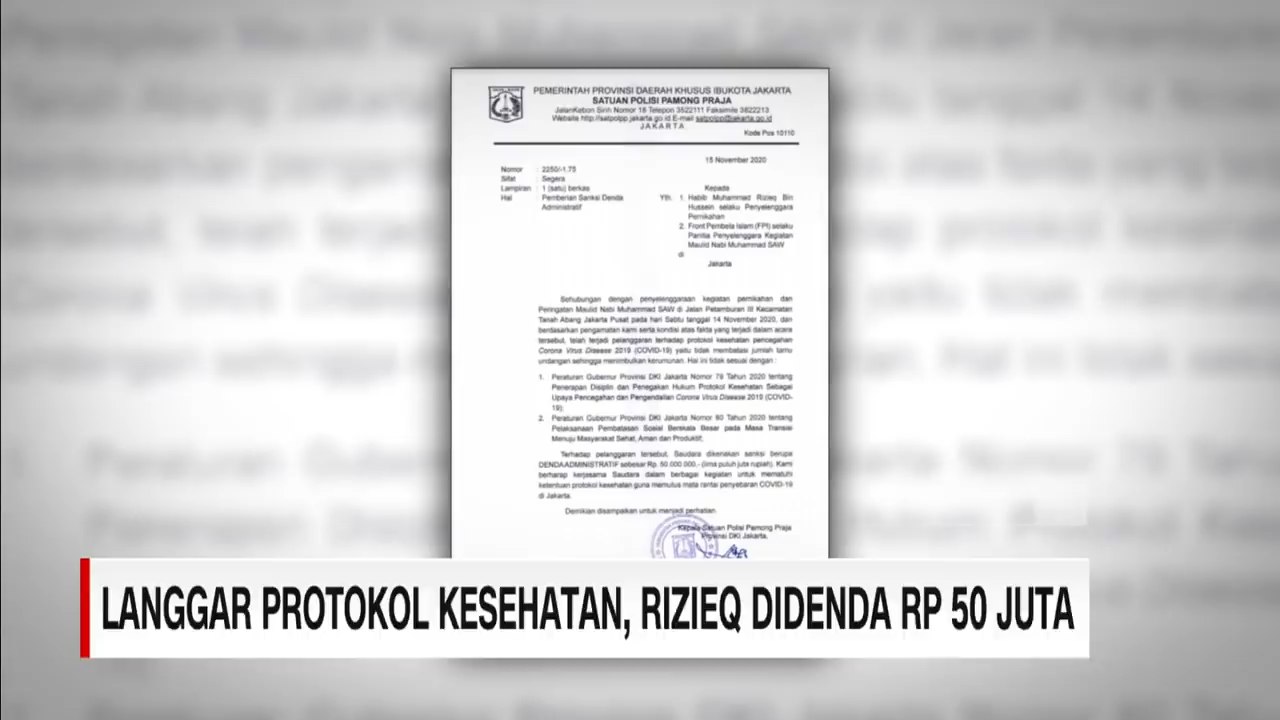 PEMERINTAH PROVINSI DAERAH KHUSUS IBUKOTA JAKARTA
SATUAN POLISI PAMONG PRAJA
JalanKebon Sirih Nomor 18 Telepon 3822111 Faksimile 3822213
Website http://satpolpp.jakarta.go.id E-mail satpolpp@jakarta.go.id
JAKARTA
Kode Pos 10110
15 November 2020
Nomor : 2250/-1.75
Sifat : Segera
Lampiran : 1 (satu) berkas
Hal : Pemberian Sanksi Denda
Administratif
Kepada
Yth. 1. Habib Muhammad Rizieq Bin
Hussein selaku Penyelenggara
Pernikahan
2. Front Pembela Islam (FPI) selaku
Panitia Penyelenggara Kegiatan
Maulid Nabi Muhammad SAW
di
Jakarta
Sehubungan dengan penyelenggaraan kegiatan pernikahan dan
Peringatan Maulid Nabi Muhammad SAW di Jalan Petamburan III Kecamatan
Tanah Abang Jakarta Pusat pada hari Sabtu tanggal 14 November 2020, dan
berdasarkan pengamatan kami serta kondisi atas fakta yang terjadi dalam acara
tersebut, telah terjadi pelanggaran terhadap protokol kesehatan pencegahan
Corona Virus Disease 2019 (COVID-19) yaitu tidak membatasi jumlah tamu
undangan sehingga menimbulkan kerumunan. Hal ini tidak sesuai dengan :
1. Peraturan Gubernur Provinsi DKI Jakarta Nomor 79 Tahun 2020 tentang
Penerapan Disiplin dan Penegakan Hukum Protokol Kesehatan Sebagai
Upaya Pencegahan dan Pengendalian Corona Virus Disease 2019 (COVID-
19);
2. Peraturan Gubernur Provinsi DKI Jakarta Nomor 80 Tahun 2020 tentang
Pelaksanaan Pembatasan Sosial Berskala Besar pada Masa Transisi
Menuju Masyarakat Sehat, Aman dan Produktif;
Terhadap pelanggaran tersebut, Saudara dikenakan sanksi berupa
DENDA ADMINISTRATIF sebesar Rp. 50.000.000,- (lima puluh juta rupiah). Kami
berharap kerjasama Saudara dalam berbagai kegiatan untuk mematuhi
ketentuan protokol kesehatan guna memutus mata rantai penyebaran COVID-19
di Jakarta.
Demikian disampaikan untuk menjadi perhatian.
Kepala Satuan Polisi Pamong Praja
Provinsi DKI Jakarta,
LANGGAR PROTOKOL KESEHATAN, RIZIEQ DIDENDA RP 50 JUTA